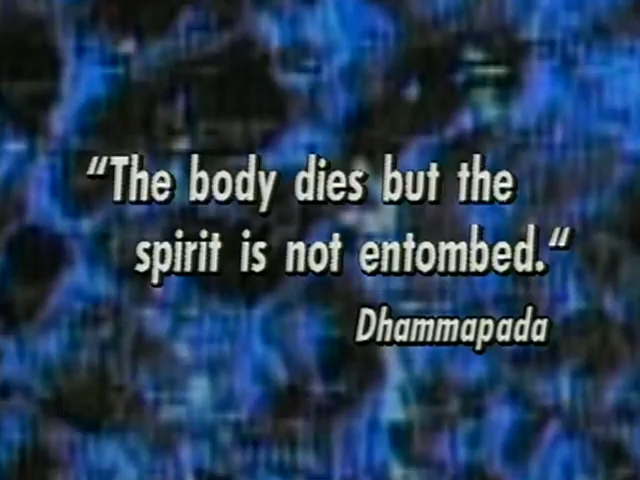 “The body dies but the
spirit is not entombed.“
Dhammapada